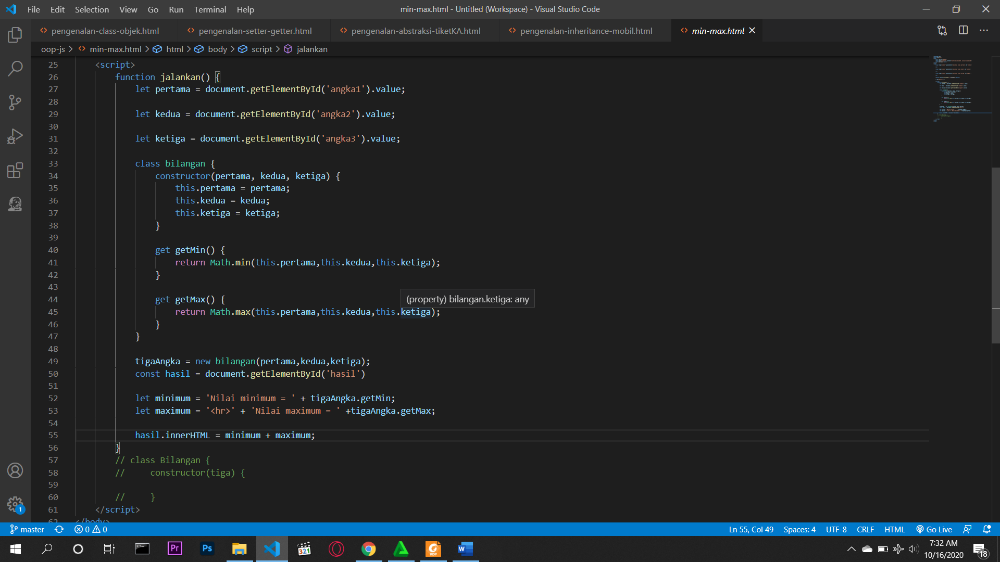 File Edit Selection View Go Run Terminal Help
min-max.html - Untitled (Workspace) - Visual Studio Code
pengenalan-class-objek.html
pengenalan-setter-getter.html
pengenalan-abstraksi-tiketKA.html
pengenalan-inheritance-mobil.html
min-max.html
oop-js > min-max.html > html > body > script > jalankan
25 <script>
26 function jalankan() {
27 let pertama = document.getElementById('angka1').value;
28
29 let kedua = document.getElementById('angka2').value;
30
31 let ketiga = document.getElementById('angka3').value;
32
33 class bilangan {
34 constructor(pertama, kedua, ketiga) {
35 this.pertama = pertama;
36 this.kedua = kedua;
37 this.ketiga = ketiga;
38 }
39
40 get getMin() {
41 return Math.min(this.pertama,this.kedua,this.ketiga);
42 }
43
(property) bilangan.ketiga: any
44 get getMax() {
45 return Math.max(this.pertama,this.kedua,this.ketiga);
46 }
47 }
48
49 tigaAngka = new bilangan(pertama,kedua,ketiga);
50 const hasil = document.getElementById('hasil')
51
52 let minimum = 'Nilai minimum = ' + tigaAngka.getMin;
53 let maximum = '<hr>' + 'Nilai maximum = ' +tigaAngka.getMax;
54
55 hasil.innerHTML = minimum + maximum;
56 }
57 // class Bilangan {
58 // constructor(tiga) {
59
60 // }
61 </script>
62 </body>
1
master 0 0
Ln 55, Col 49 Spaces: 4 UTF-8 CRLF HTML Go Live
Pr Ps 321 PDF W
7:32 AM
10/16/2020
18